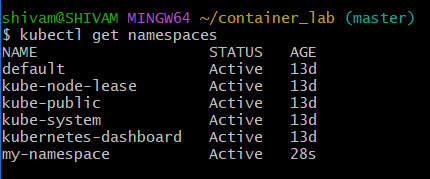 shivam@SHIVAM MINGW64 ~/container_lab (master)
$ kubectl get namespaces
NAME                   STATUS   AGE
default                Active   13d
kube-node-lease        Active   13d
kube-public            Active   13d
kube-system            Active   13d
kubernetes-dashboard   Active   13d
my-namespace           Active   28s